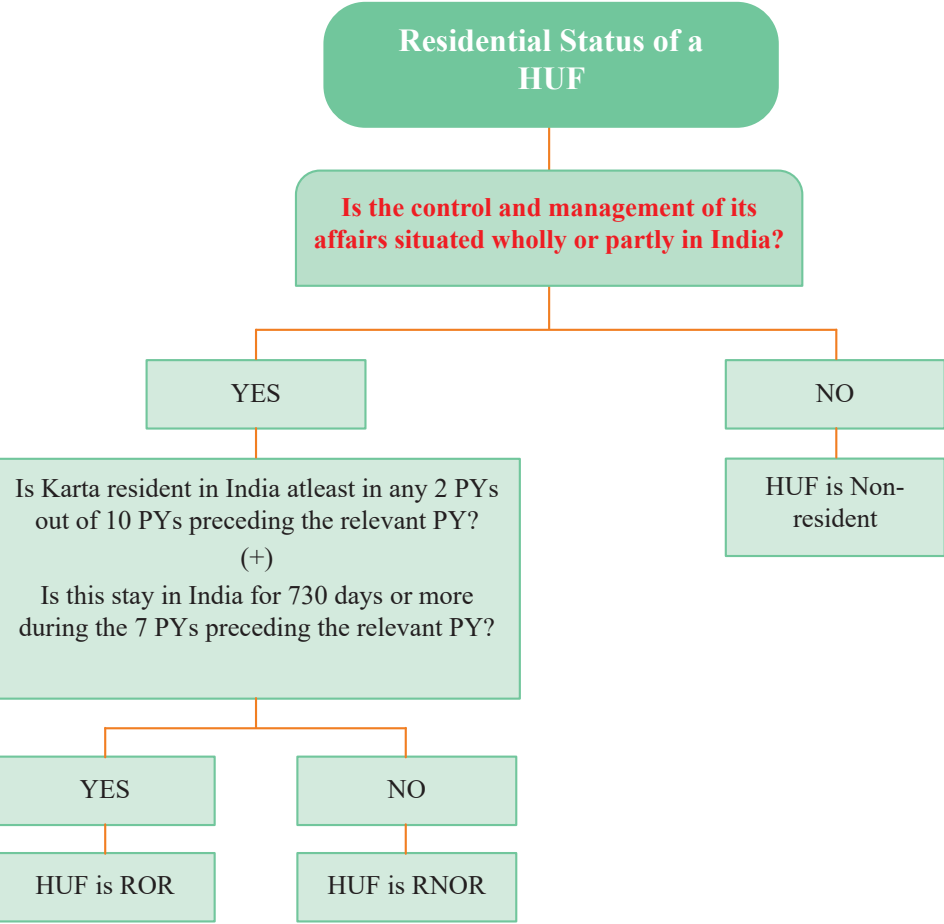 Residential Status of a
HUF
Is the control and management of its
affairs situated wholly or partly in India?
YES
NO
Is Karta resident in India atleast in any 2 PYs
out of 10 PYs preceding the relevant PY?
(+)
Is this stay in India for 730 days or more
during the 7 PYs preceding the relevant PY?
HUF is Non-
resident
YES
NO
HUF is ROR
HUF is RNOR